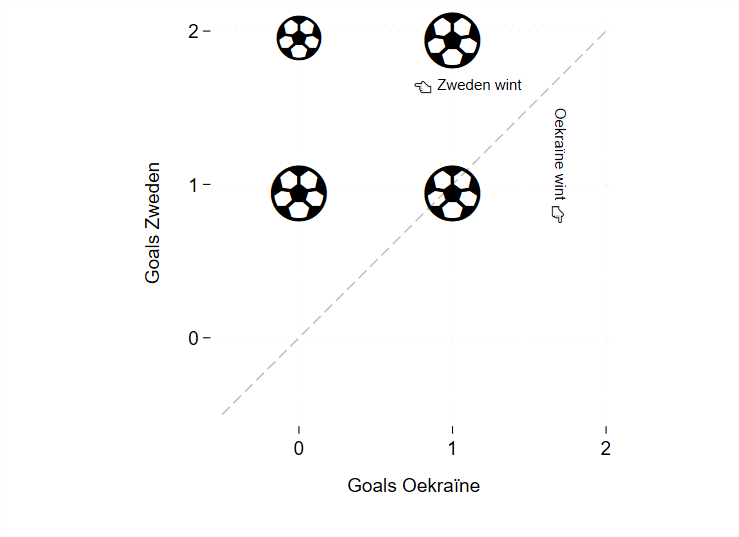 2
Zweden wint
Oekraïne wint
1
Goals Zweden
0
0 1 2
Goals Oekraïne